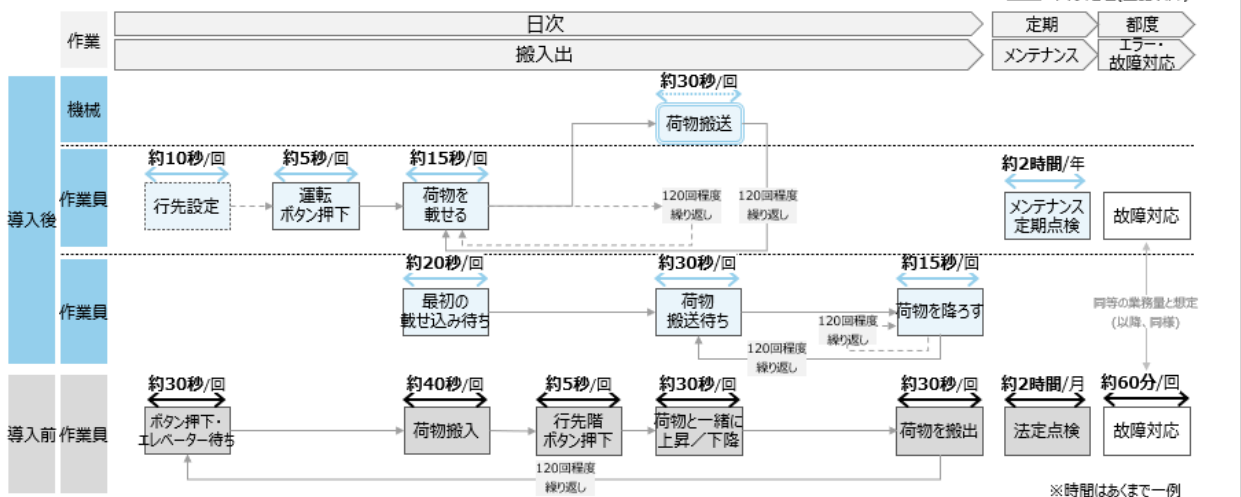 作業
日次
定期
都度
搬入出
メンテナンス
エラー・
故障対応
導入後
機械
約30秒/回
荷物搬送
作業員
約10秒/回
行先設定
約5秒/回
運転
ボタン押下
約15秒/回
荷物を
載せる
120回程度
繰り返し
120回程度
繰り返し
約2時間/年
メンテナンス
定期点検
故障対応
作業員
約20秒/回
最初の
載せ込み待ち
約30秒/回
荷物
搬送待ち
約15秒/回
荷物を降ろす
120回程度
繰り返し
120回程度
繰り返し
同等の業務量と想定
(以降、同様)
導入前
作業員
約30秒/回
ボタン押下・
エレベーター待ち
約40秒/回
荷物搬入
約5秒/回
行先階
ボタン押下
約30秒/回
荷物と一緒に
上昇/下降
約30秒/回
荷物を搬出
約2時間/月
法定点検
約60分/回
故障対応
120回程度
繰り返し
※時間はあくまで一例